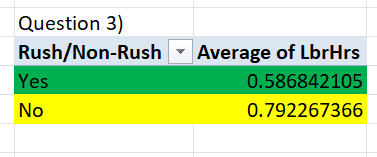 Question 3)
Rush/Non-Rush Average of LbrHrs
Yes 0.586842105
No 0.792267366